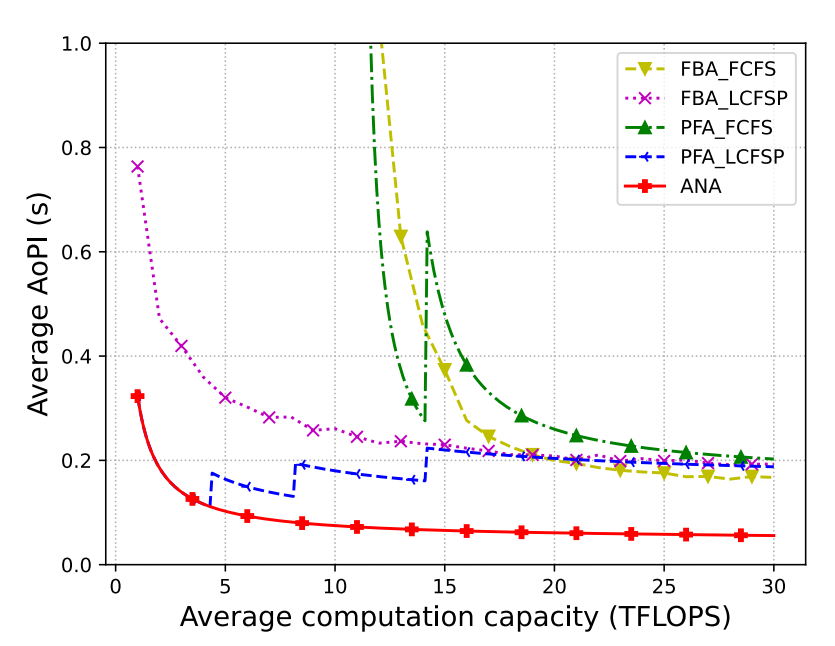 1.0
0.8
0.6
0.4
0.2
0.0
Average AoPI (s)
0 5 10 15 20 25 30
Average computation capacity (TFLOPS)
FBA_FCFS
FBA_LCFSP
PFA_FCFS
PFA_LCFSP
ANA